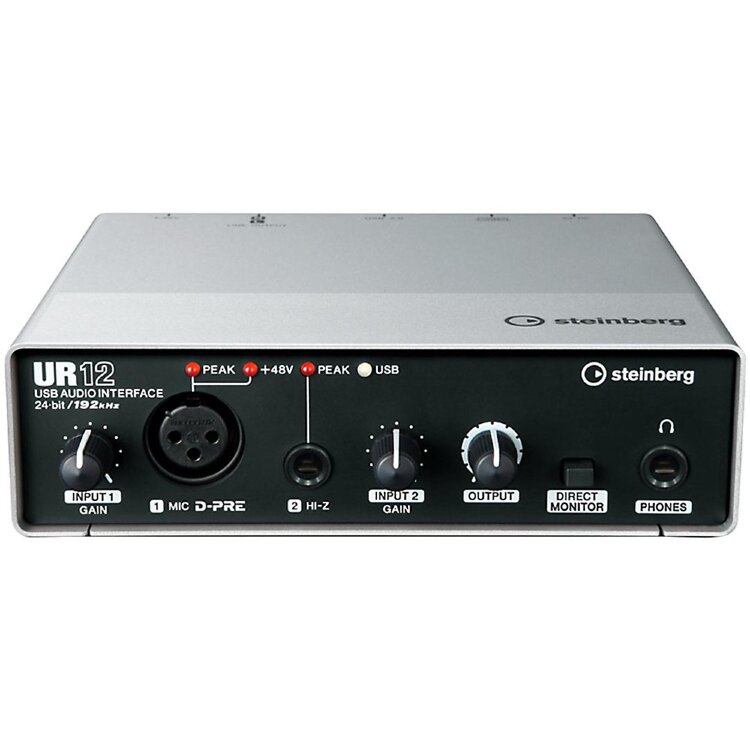 steinberg
UR12
USB AUDIO INTERFACE
24-bit/192kHz
PEAK +48V PEAK USB
steinberg
INPUT 1
GAIN
1 MIC D-PRE
2 HI-Z
INPUT 2
GAIN
OUTPUT
DIRECT
MONITOR
PHONES